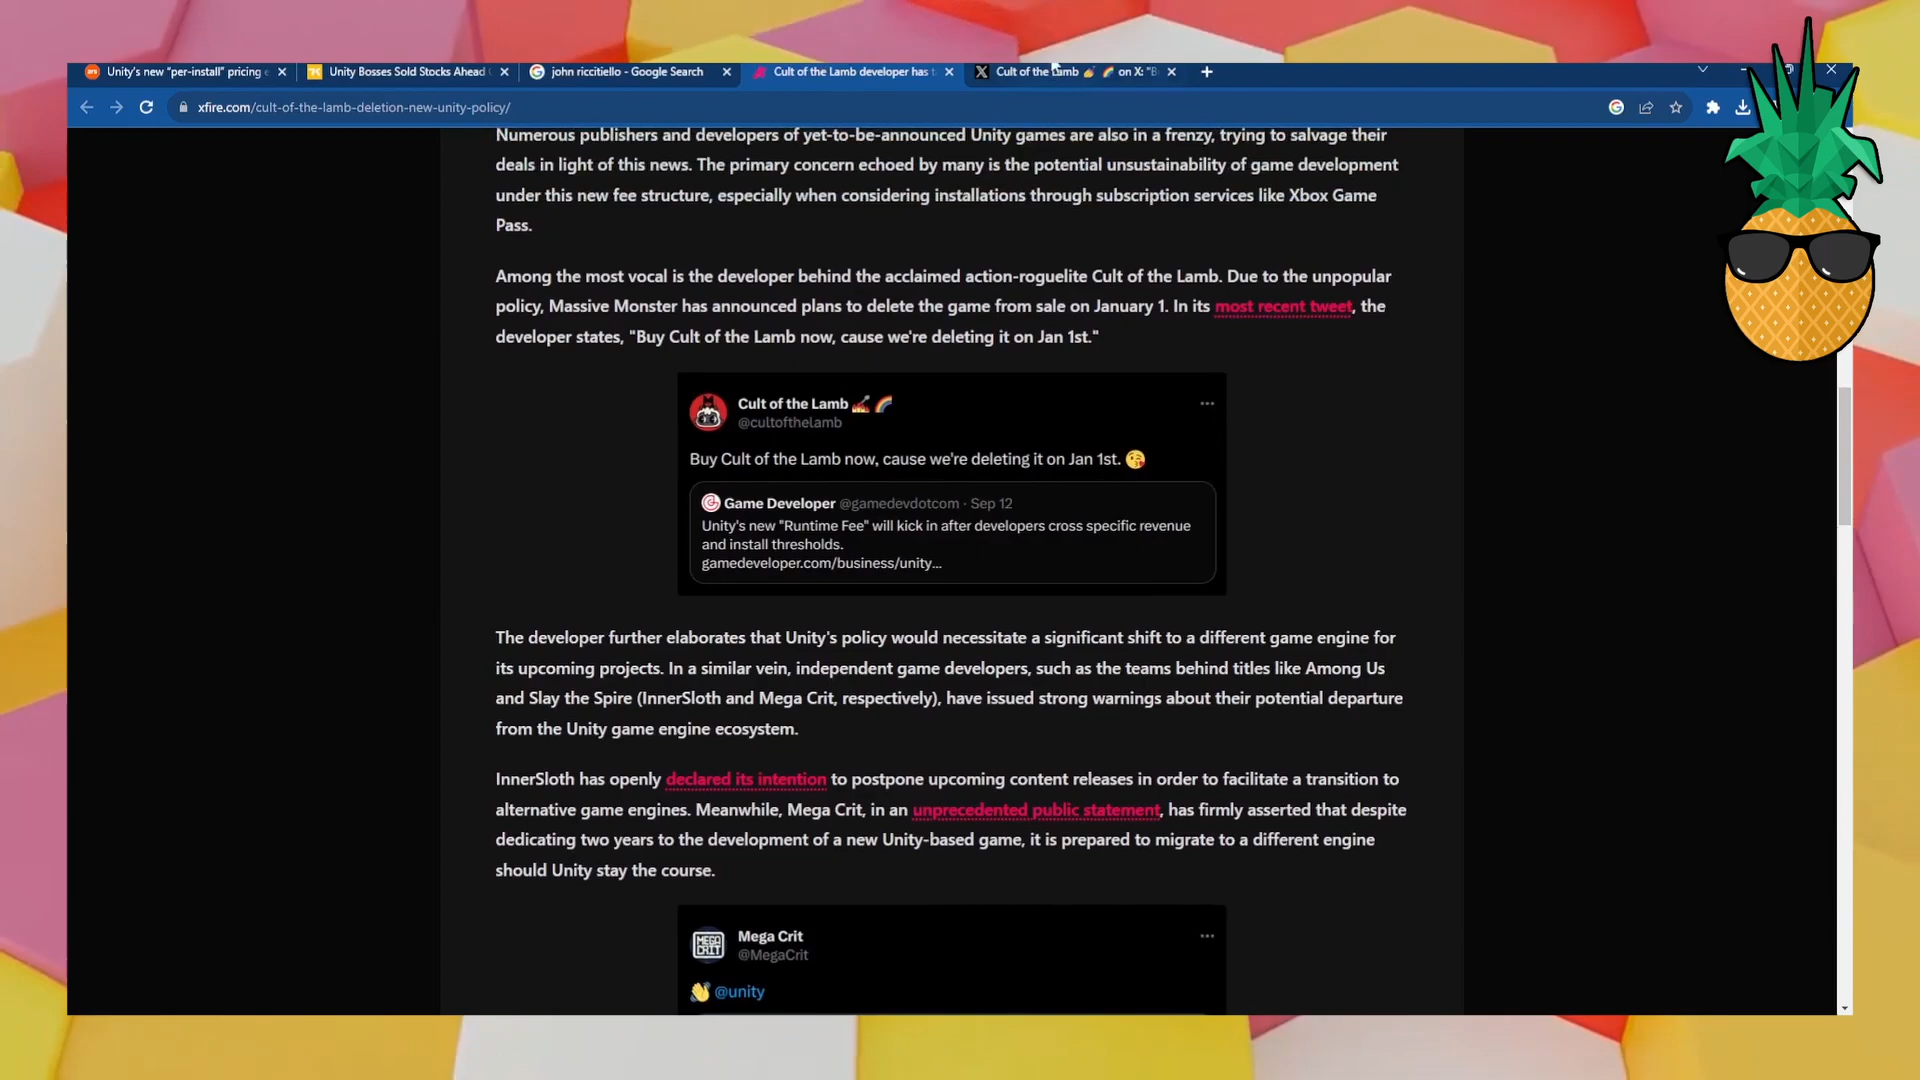 Unity's new "per-install" pricing e
Unity Bosses Sold Stocks Ahead
john riccitiello - Google Search
Cult of the Lamb developer has
Cult of the Lamb 💅 🌈 on X: "B
xfire.com/cult-of-the-lamb-deletion-new-unity-policy/
Numerous publishers and developers of yet-to-be-announced Unity games are also in a frenzy, trying to salvage their
deals in light of this news. The primary concern echoed by many is the potential unsustainability of game development
under this new fee structure, especially when considering installations through subscription services like Xbox Game
Pass.
Among the most vocal is the developer behind the acclaimed action-roguelite Cult of the Lamb. Due to the unpopular
policy, Massive Monster has announced plans to delete the game from sale on January 1. In its most recent tweet, the
developer states, "Buy Cult of the Lamb now, cause we're deleting it on Jan 1st."
Cult of the Lamb 💅 🌈
@cultofthelamb
Buy Cult of the Lamb now, cause we're deleting it on Jan 1st. 😘
Game Developer @gamedevdotcom · Sep 12
Unity's new "Runtime Fee" will kick in after developers cross specific revenue
and install thresholds.
gamedeveloper.com/business/unity...
The developer further elaborates that Unity's policy would necessitate a significant shift to a different game engine for
its upcoming projects. In a similar vein, independent game developers, such as the teams behind titles like Among Us
and Slay the Spire (InnerSloth and Mega Crit, respectively), have issued strong warnings about their potential departure
from the Unity game engine ecosystem.
InnerSloth has openly declared its intention to postpone upcoming content releases in order to facilitate a transition to
alternative game engines. Meanwhile, Mega Crit, in an unprecedented public statement, has firmly asserted that despite
dedicating two years to the development of a new Unity-based game, it is prepared to migrate to a different engine
should Unity stay the course.
MEGA
CRIT
Mega Crit
@MegaCrit
👋 @unity